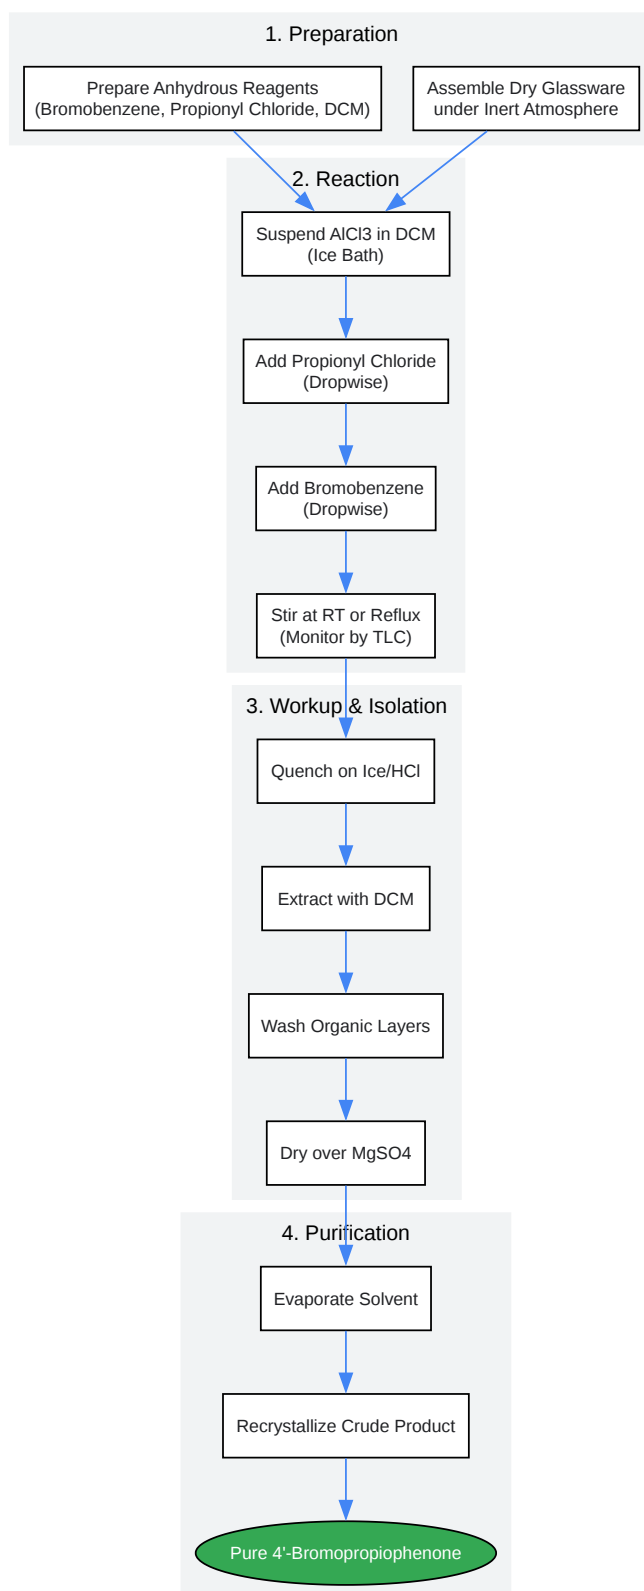 1. Preparation
Prepare Anhydrous Reagents
(Bromobenzene, Propionyl Chloride, DCM)
Assemble Dry Glassware
under Inert Atmosphere
2. Reaction
Suspend AlCl3 in DCM
(Ice Bath)
Add Propionyl Chloride
(Dropwise)
Add Bromobenzene
(Dropwise)
Stir at RT or Reflux
(Monitor by TLC)
3. Workup & Isolation
Quench on Ice/HCl
Extract with DCM
Wash Organic Layers
Dry over MgSO4
4. Purification
Evaporate Solvent
Recrystallize Crude Product
Pure 4'-Bromopropiophenone